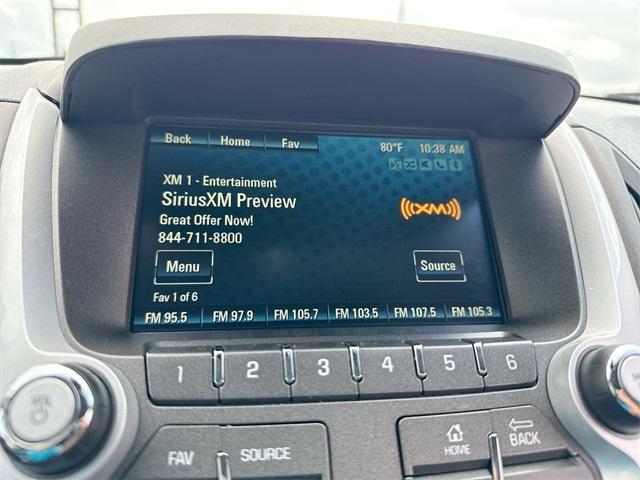 Back Home Fav 80°F 10:38 AM
XM 1 - Entertainment
SiriusXM Preview
Great Offer Now!
844-711-8800
((XM))
Menu Source
Fav 1 of 6
FM 95.5 FM 97.9 FM 105.7 FM 103.5 FM 107.5 FM 105.3
1 2 3 4 5 6
VOL
FAV SOURCE HOME BACK